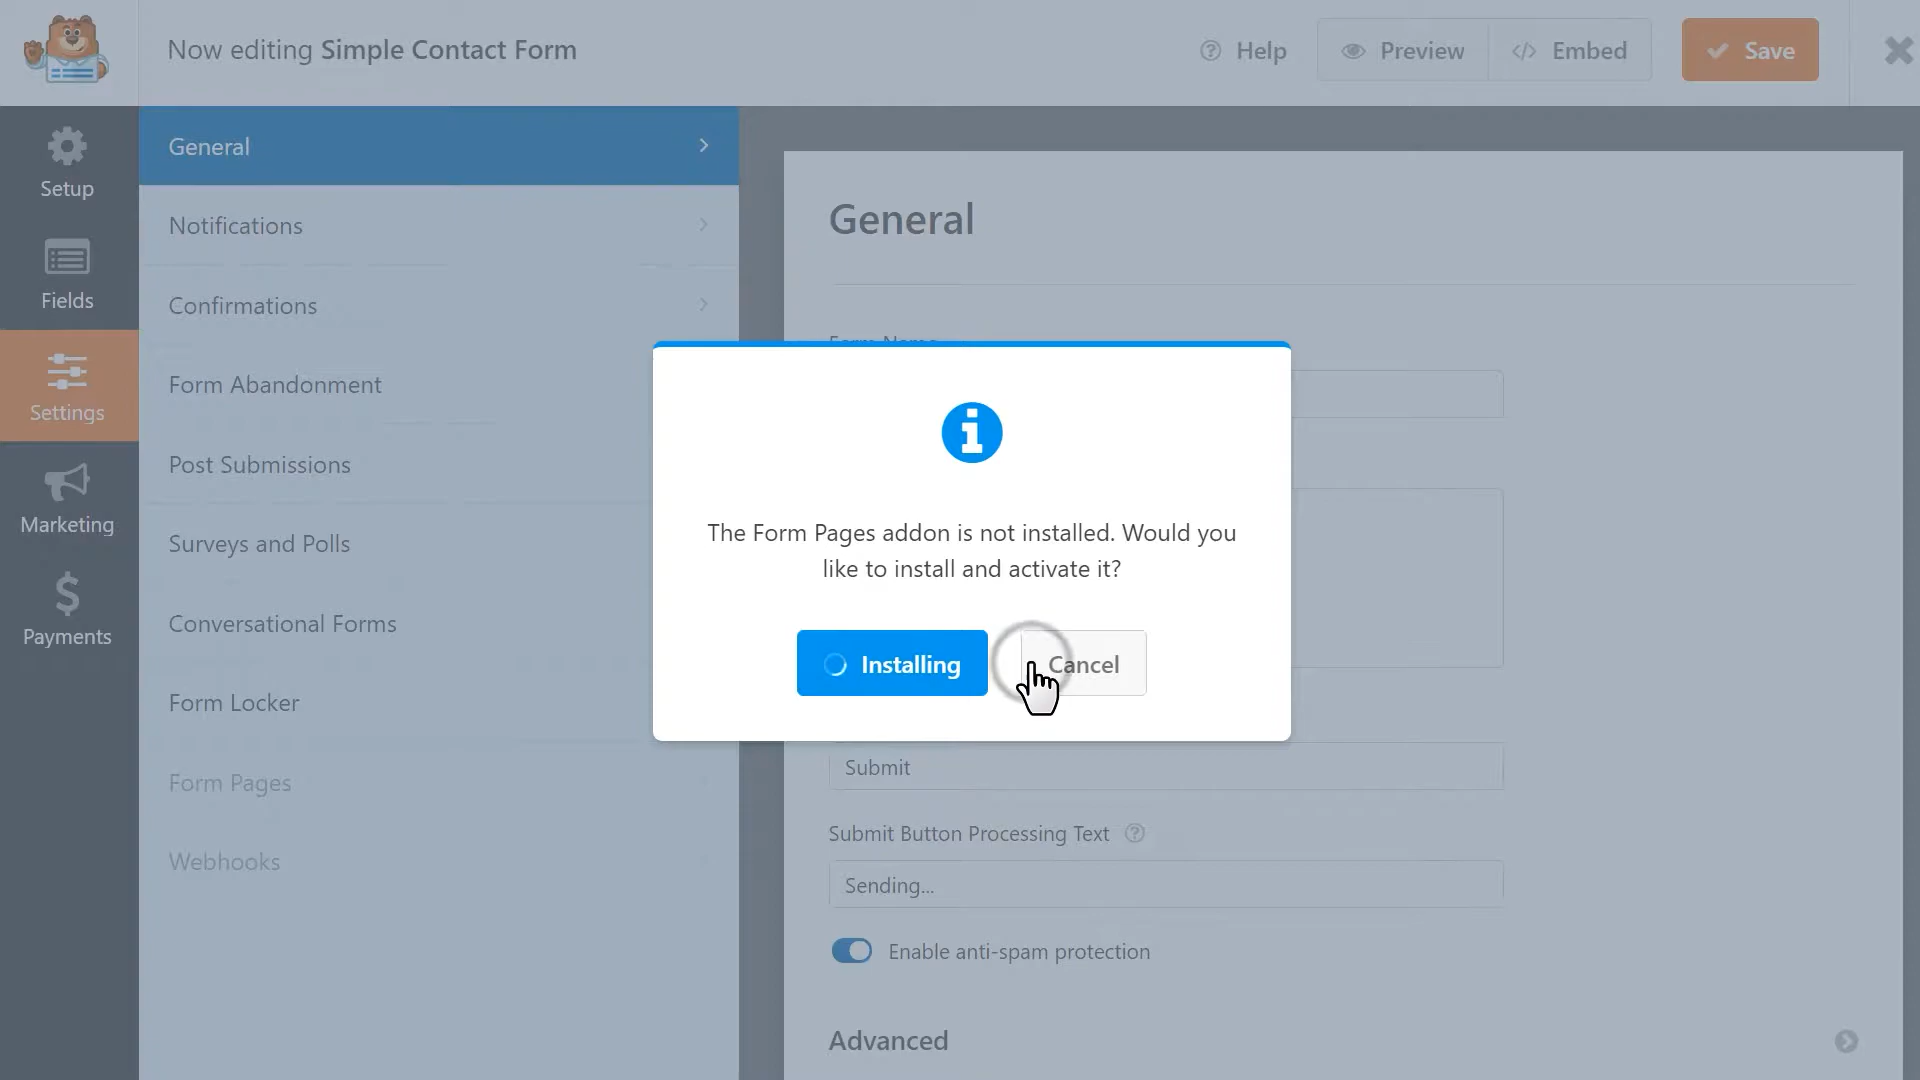 Now editing Simple Contact Form
Help
Preview
Embed
Save
Setup
Fields
Settings
Marketing
Payments
General
Notifications
Confirmations
Form Abandonment
Post Submissions
Surveys and Polls
Conversational Forms
Form Locker
Form Pages
Webhooks
General
Form Name
The Form Pages addon is not installed. Would you
like to install and activate it?
Installing
Cancel
Submit
Submit Button Processing Text
Sending...
Enable anti-spam protection
Advanced